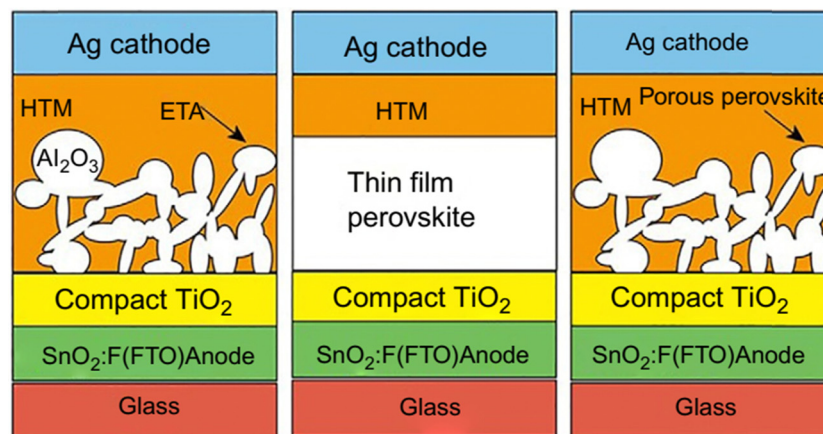 Ag cathode
HTM
ETA
Al₂O₃
Compact TiO₂
SnO₂:F(FTO)Anode
Glass
Ag cathode
HTM
Thin film
perovskite
Compact TiO₂
SnO₂:F(FTO)Anode
Glass
Ag cathode
HTM
Porous perovskite
Compact TiO₂
SnO₂:F(FTO)Anode
Glass